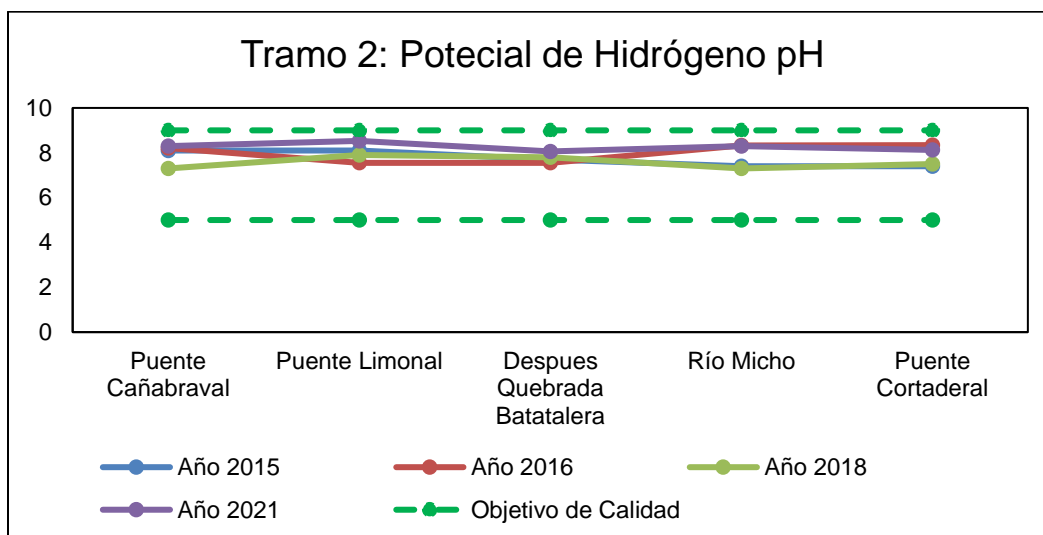 Tramo 2: Potecial de Hidrógeno pH
10
8
6
4
2
0
Puente Cañabraval
Puente Limonal
Despues Quebrada Batatalera
Río Micho
Puente Cortaderal
Año 2015
Año 2016
Año 2018
Año 2021
Objetivo de Calidad